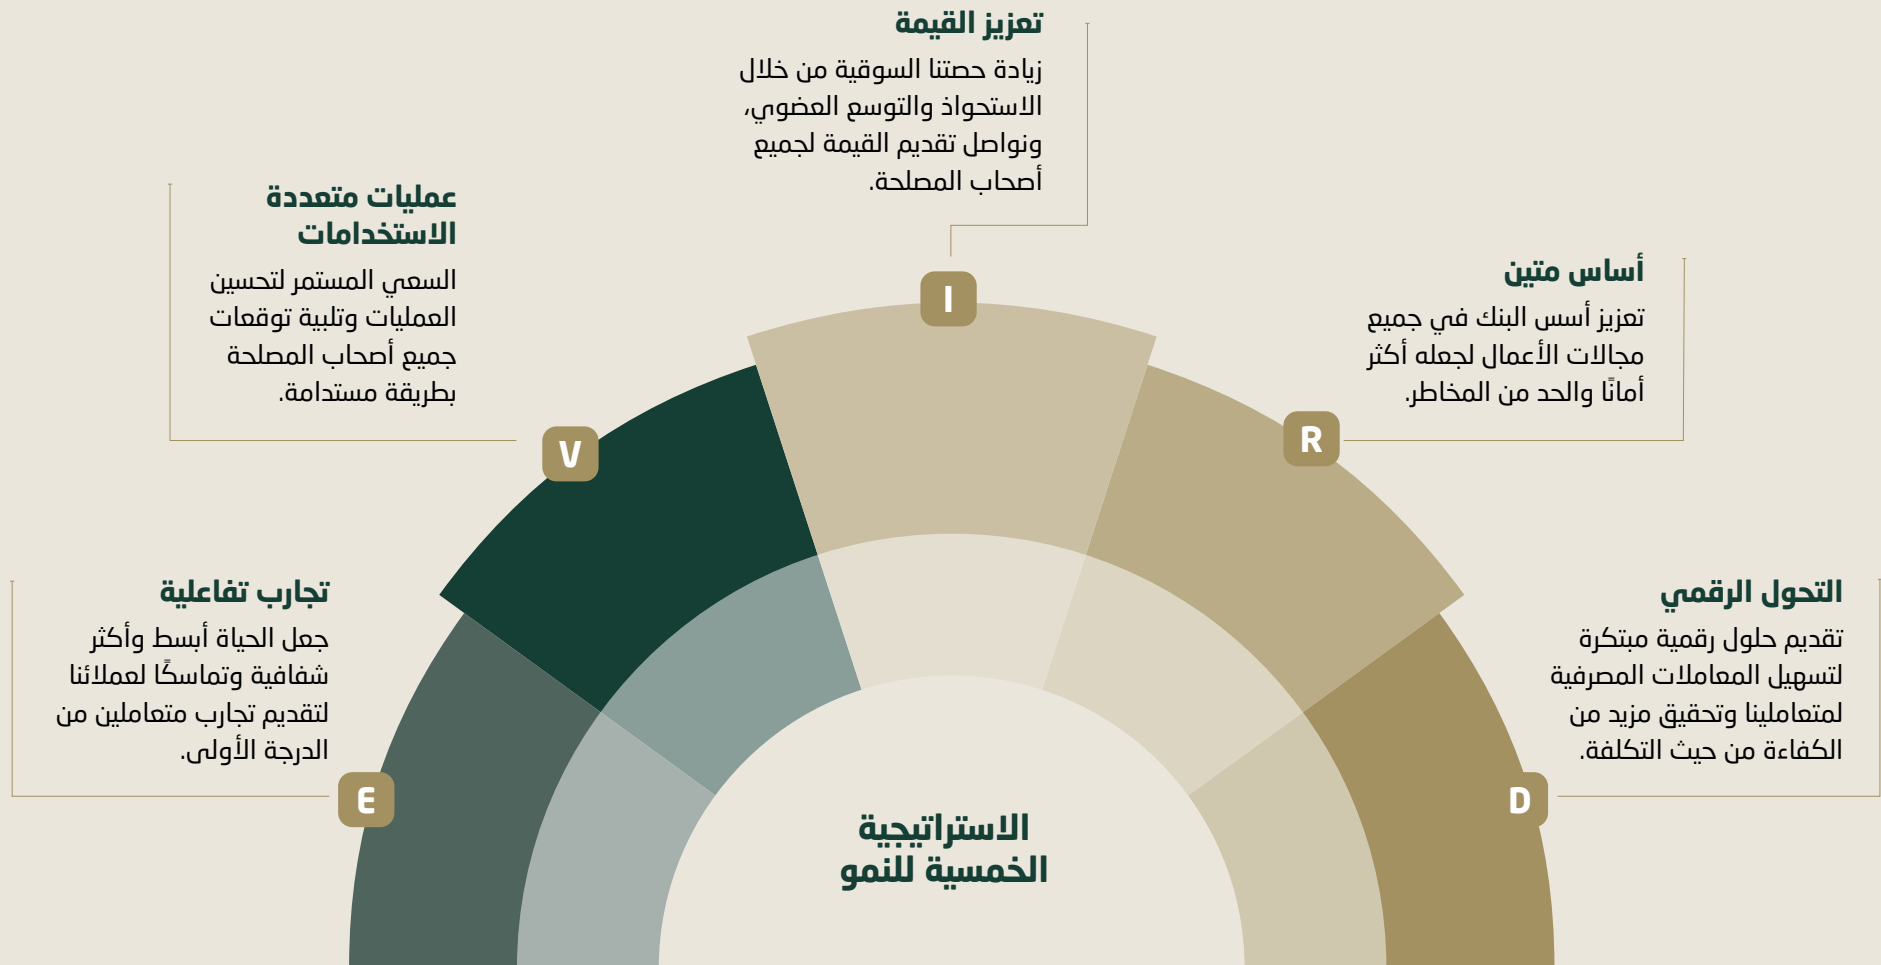 تعزيز القيمة
زيادة حصتنا السوقية من خلال
الاستحواذ والتوسع العضوي،
ونواصل تقديم القيمة لجميع
أصحاب المصلحة.
I
أساس متين
تعزيز أسس البنك في جميع
مجالات الأعمال لجعله أكثر
أمانًا والحد من المخاطر.
R
عمليات متعددة
الاستخدامات
السعي المستمر لتحسين
العمليات وتلبية توقعات
جميع أصحاب المصلحة
بطريقة مستدامة.
V
التحول الرقمي
تقديم حلول رقمية مبتكرة
لتسهيل المعاملات المصرفية
لمتعاملينا وتحقيق مزيد من
الكفاءة من حيث التكلفة.
D
تجارب تفاعلية
جعل الحياة أبسط وأكثر
شفافية وتماسكًا لعملائنا
لتقديم تجارب متعاملين من
الدرجة الأولى.
E
الاستراتيجية
الخمسية للنمو